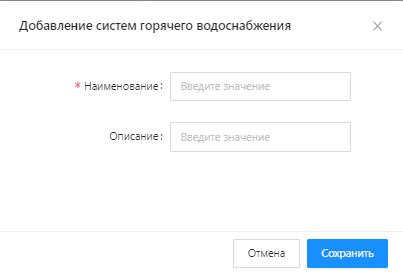 Добавление систем горячего водоснабжения
* Наименование: Введите значение
Описание: Введите значение
Отмена Сохранить